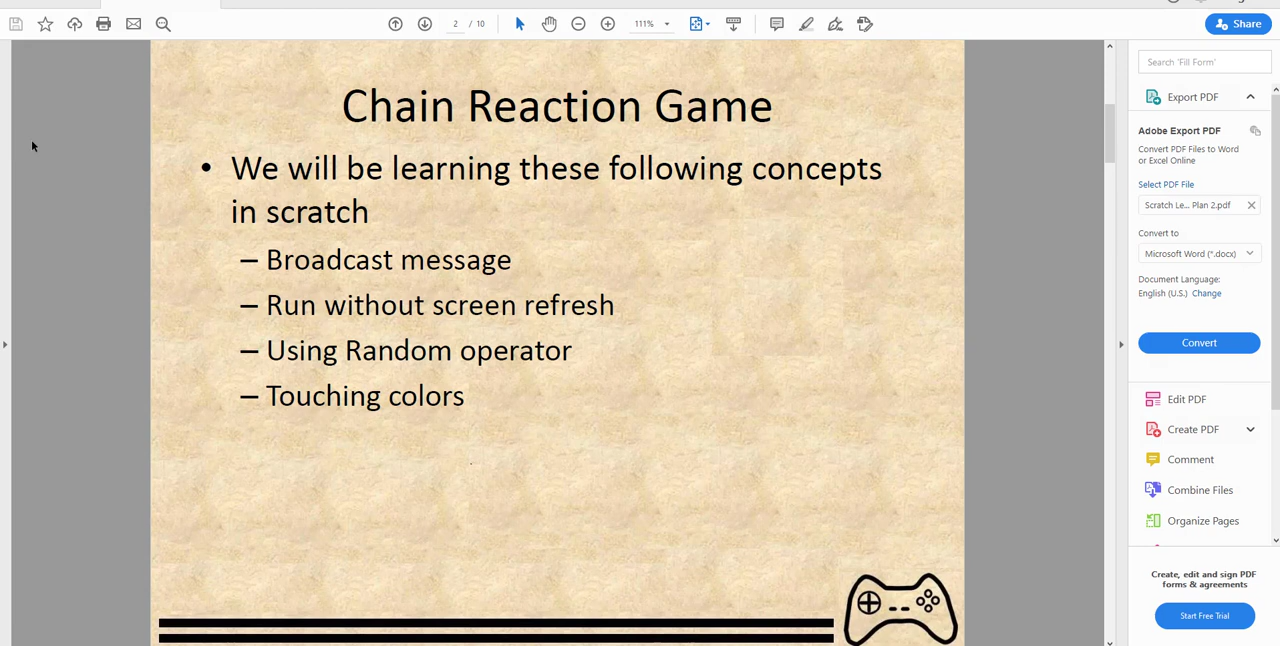 2 / 10
111%
Share
Search 'Fill Form'
Export PDF
Adobe Export PDF
Convert PDF Files to Word
or Excel Online
Select PDF File
Scratch Le... Plan 2.pdf
Convert to
Microsoft Word (*.docx)
Document Language:
English (U.S.) Change
Convert
Edit PDF
Create PDF
Comment
Combine Files
Organize Pages
Create, edit and sign PDF
forms & agreements
Start Free Trial
Chain Reaction Game
• We will be learning these following concepts
in scratch
– Broadcast message
– Run without screen refresh
– Using Random operator
– Touching colors